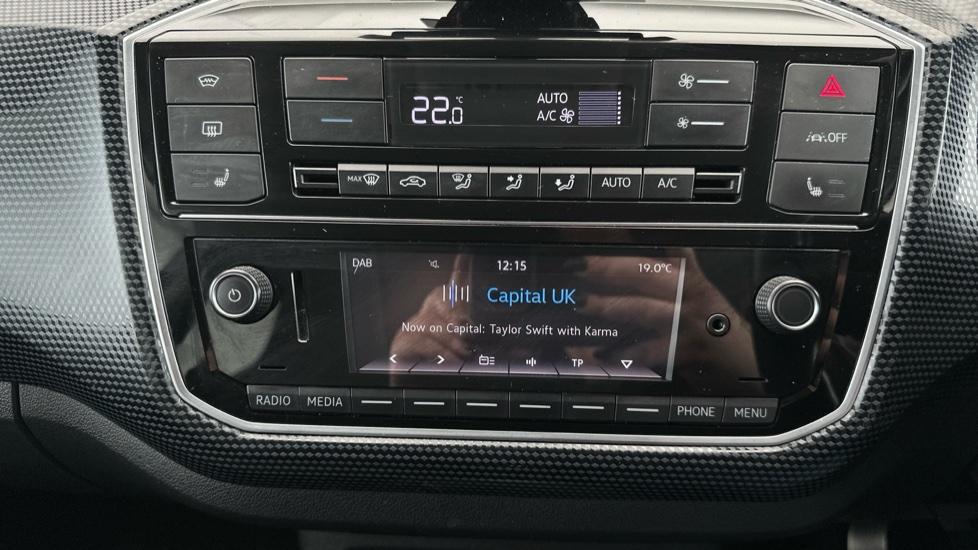 22.0 °C
AUTO
A/C
OFF
MAX
AUTO
A/C
DAB
12:15
19.0°C
Capital UK
Now on Capital: Taylor Swift with Karma
< > TP
RADIO MEDIA PHONE MENU